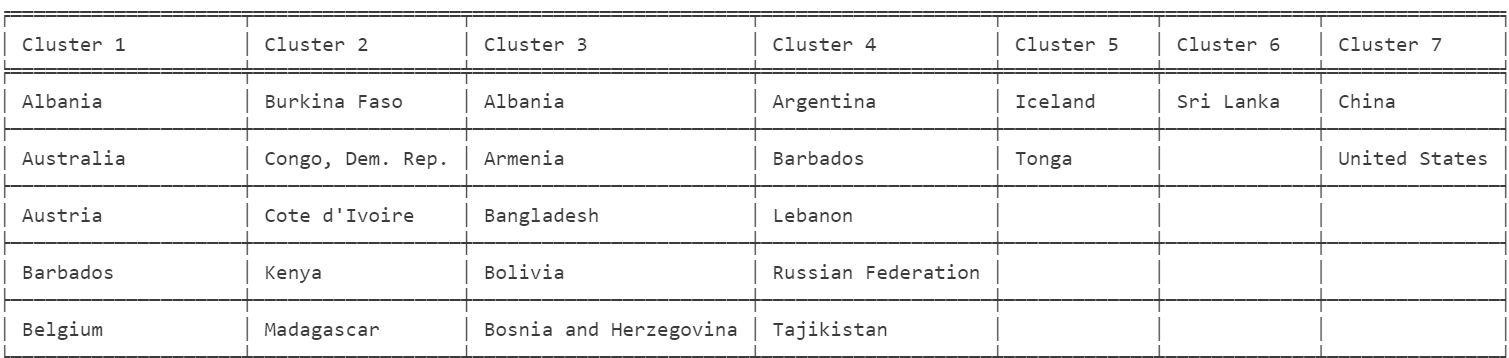 Cluster 1 Cluster 2 Cluster 3 Cluster 4 Cluster 5 Cluster 6 Cluster 7
Albania Burkina Faso Albania Argentina Iceland Sri Lanka China
Australia Congo, Dem. Rep. Armenia Barbados Tonga United States
Austria Cote d'Ivoire Bangladesh Lebanon
Barbados Kenya Bolivia Russian Federation
Belgium Madagascar Bosnia and Herzegovina Tajikistan